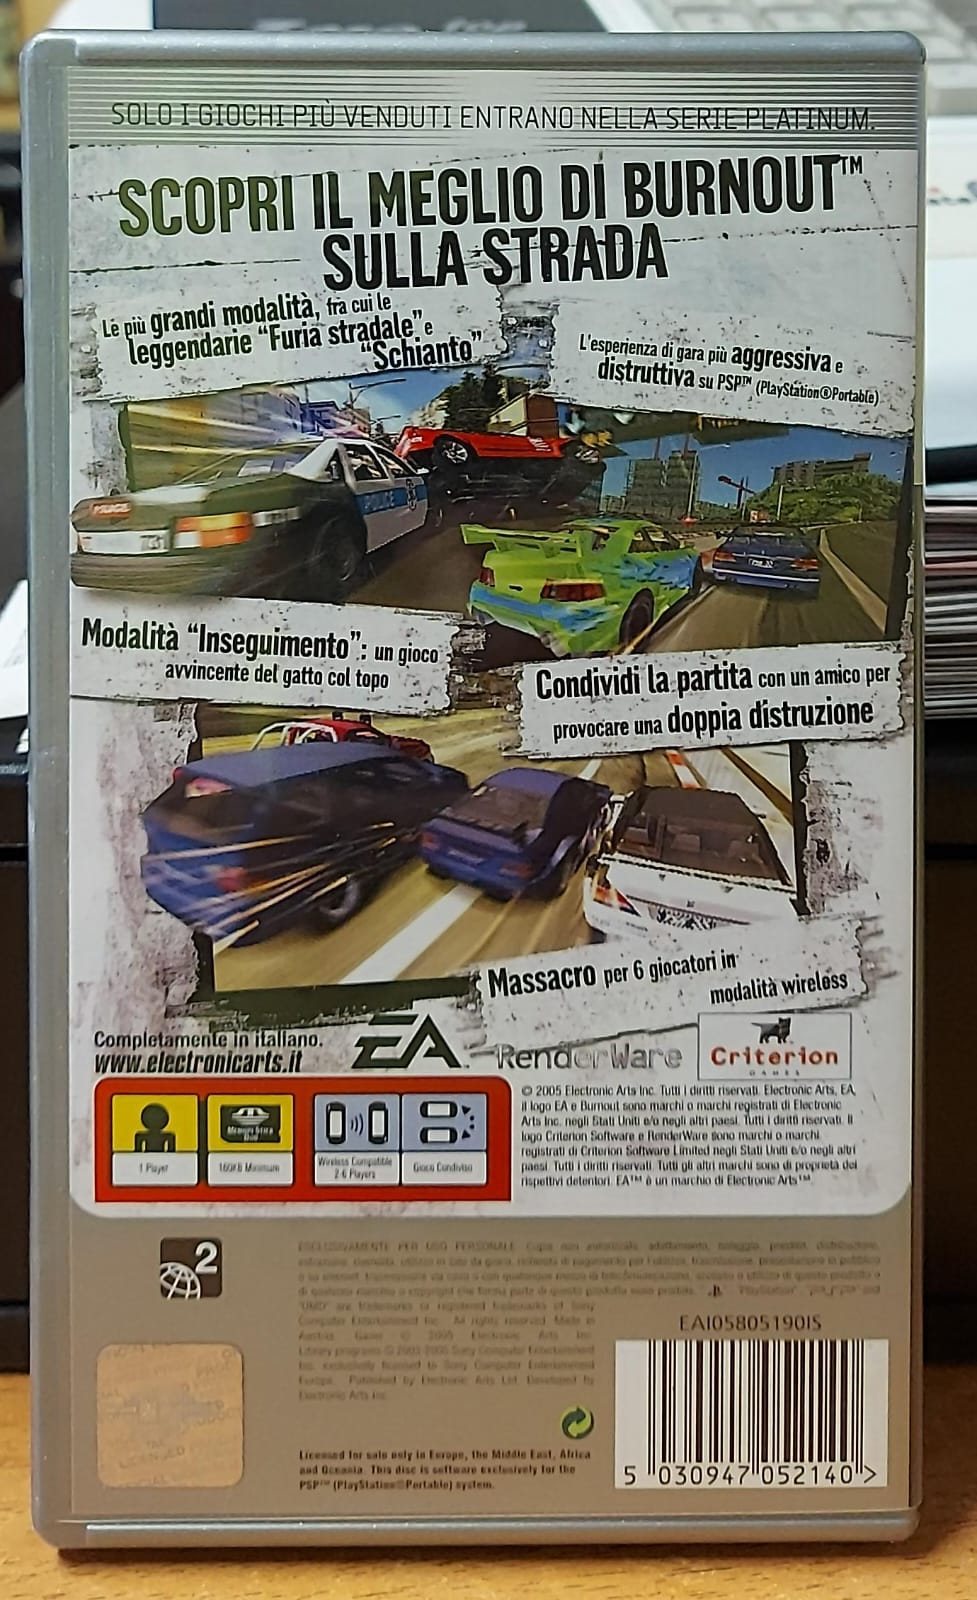 SOLO I GIOCHI PIÙ VENDUTI ENTRANO NELLA SERIE PLATINUM.
SCOPRI IL MEGLIO DI BURNOUT™
SULLA STRADA
Le più grandi modalità, fra cui le
leggendarie “Furia stradale” e
“Schianto”
L'esperienza di gara più aggressiva e
distruttiva su PSP™ (PlayStation®Portable)
POLICE
Modalità “Inseguimento”: un gioco
avvincente del gatto col topo
Condividi la partita con un amico per
provocare una doppia distruzione
Massacro per 6 giocatori in
modalità wireless
Completamente in italiano.
www.electronicarts.it
EA
RenderWare
Criterion
GAMES
© 2005 Electronic Arts Inc. Tutti i diritti riservati. Electronic Arts, EA,
il logo EA e Burnout sono marchi o marchi registrati di Electronic
Arts Inc. negli Stati Uniti e/o negli altri paesi. Tutti i diritti riservati. Il
logo Criterion Software e RenderWare sono marchi o marchi
registrati di Criterion Software Limited negli Stati Uniti e/o negli altri
paesi. Tutti i diritti riservati. Tutti gli altri marchi sono di proprietà dei
rispettivi detentori. EA™ è un marchio di Electronic Arts™.
MEMORY STICK
DUO
1 Player
160KB Minimum
Wireless Compatible
2-6 Players
Gioco Condiviso
2
ESCLUSIVAMENTE PER USO PERSONALE.
EAI05805190IS
Licensed for sale only in Europe, the Middle East, Africa
and Oceania. This disc is software exclusively for the
PSP™ (PlayStation®Portable) system.
5 030947 052140 >